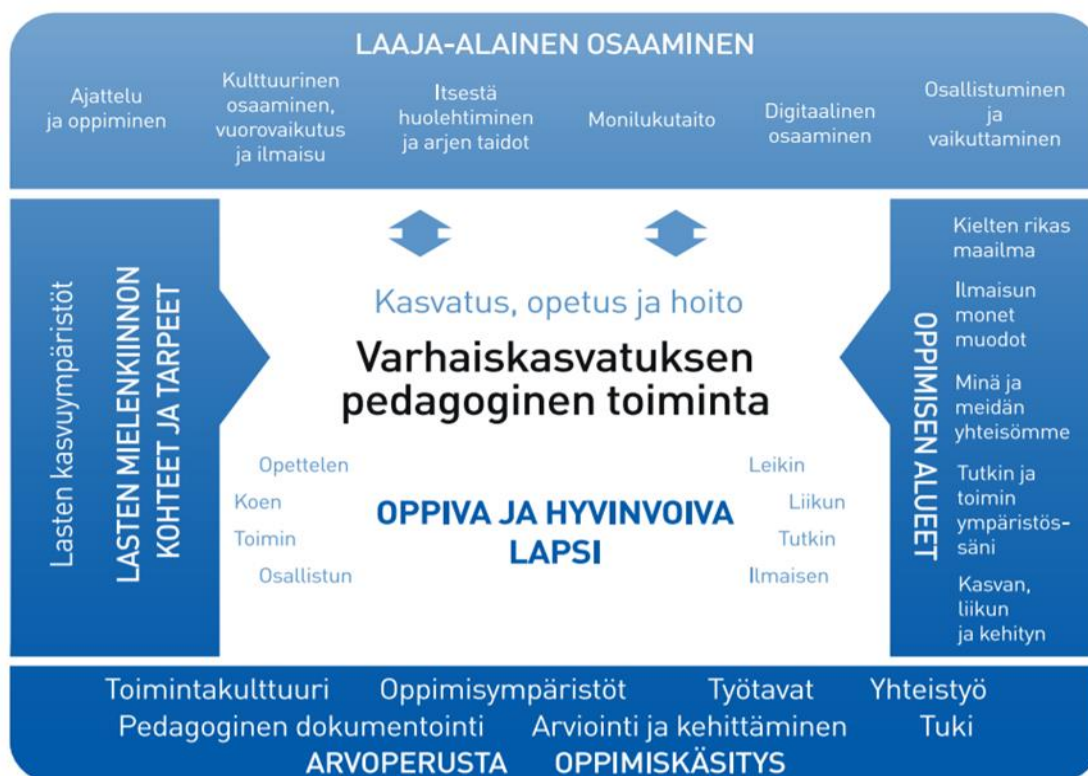 LAAJA-ALAINEN OSAAMINEN
Ajattelu
ja oppiminen
Kulttuurinen
osaaminen,
vuorovaikutus
ja ilmaisu
Itsestä
huolehtiminen
ja arjen taidot
Monilukutaito
Digitaalinen
osaaminen
Osallistuminen
ja
vaikuttaminen
Lasten kasvuympäristöt
LASTEN MIELENKIINNON
KOHTEET JA TARPEET
Kasvatus, opetus ja hoito
Varhaiskasvatuksen
pedagoginen toiminta
Opettelen
Koen
Toimin
Osallistun
OPPIVA JA HYVINVOIVA
LAPSI
Leikin
Liikun
Tutkin
Ilmaisen
OPPIMISEN ALUEET
Kielten rikas
maailma
Ilmaisun
monet
muodot
Minä ja
meidän
yhteisömme
Tutkin ja
toimin
ympäristös-
säni
Kasvan,
liikun
ja kehityn
Toimintakulttuuri Oppimisympäristöt Työtavat Yhteistyö
Pedagoginen dokumentointi Arviointi ja kehittäminen Tuki
ARVOPERUSTA OPPIMISKÄSITYS